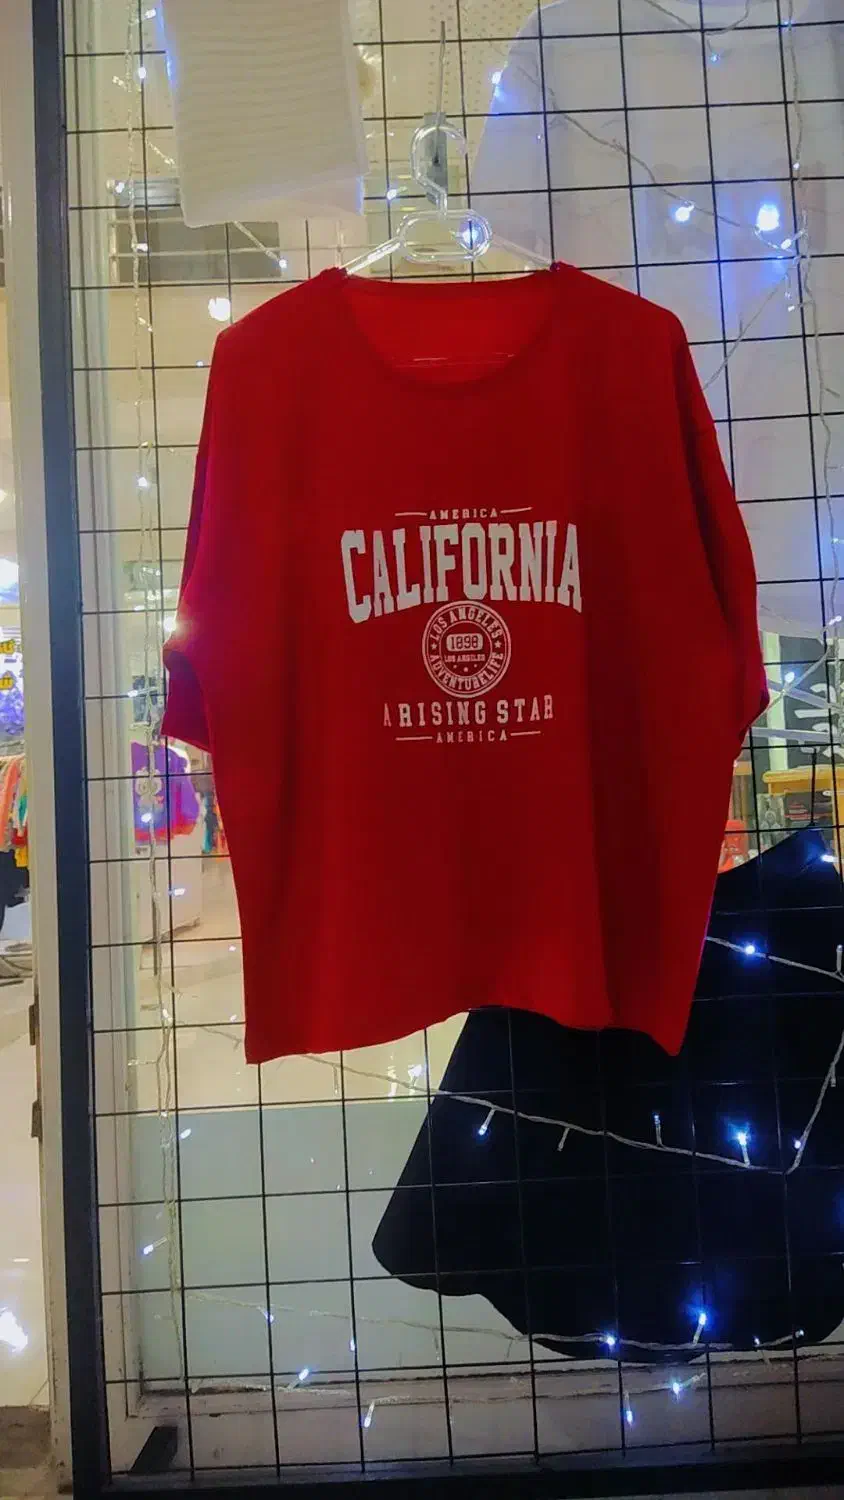 AMERICA
CALIFORNIA
LOS ANGELES
1898
LOS ANGELES
ADVENTURELIFE
A RISING STAR
AMERICA